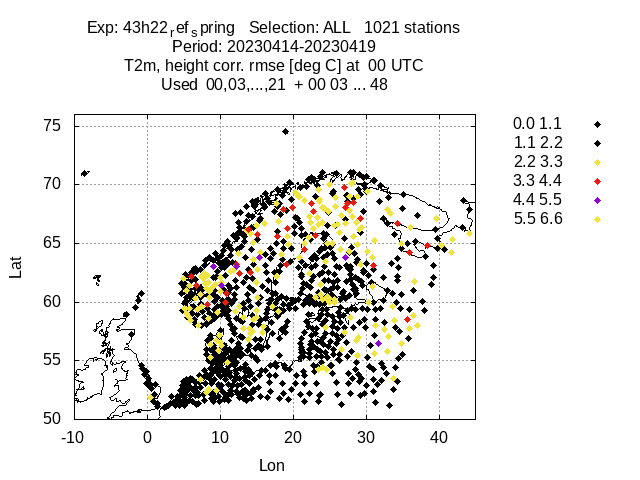 Exp: 43h22refspring   Selection: ALL   1021 stations
Period: 20230414-20230419
T2m, height corr. rmse [deg C] at  00 UTC
Used  00,03,...,21  + 00 03 ... 48
0.0 1.1
1.1 2.2
2.2 3.3
3.3 4.4
4.4 5.5
5.5 6.6
75
70
65
60
55
50
Lat
-10 0 10 20 30 40
Lon